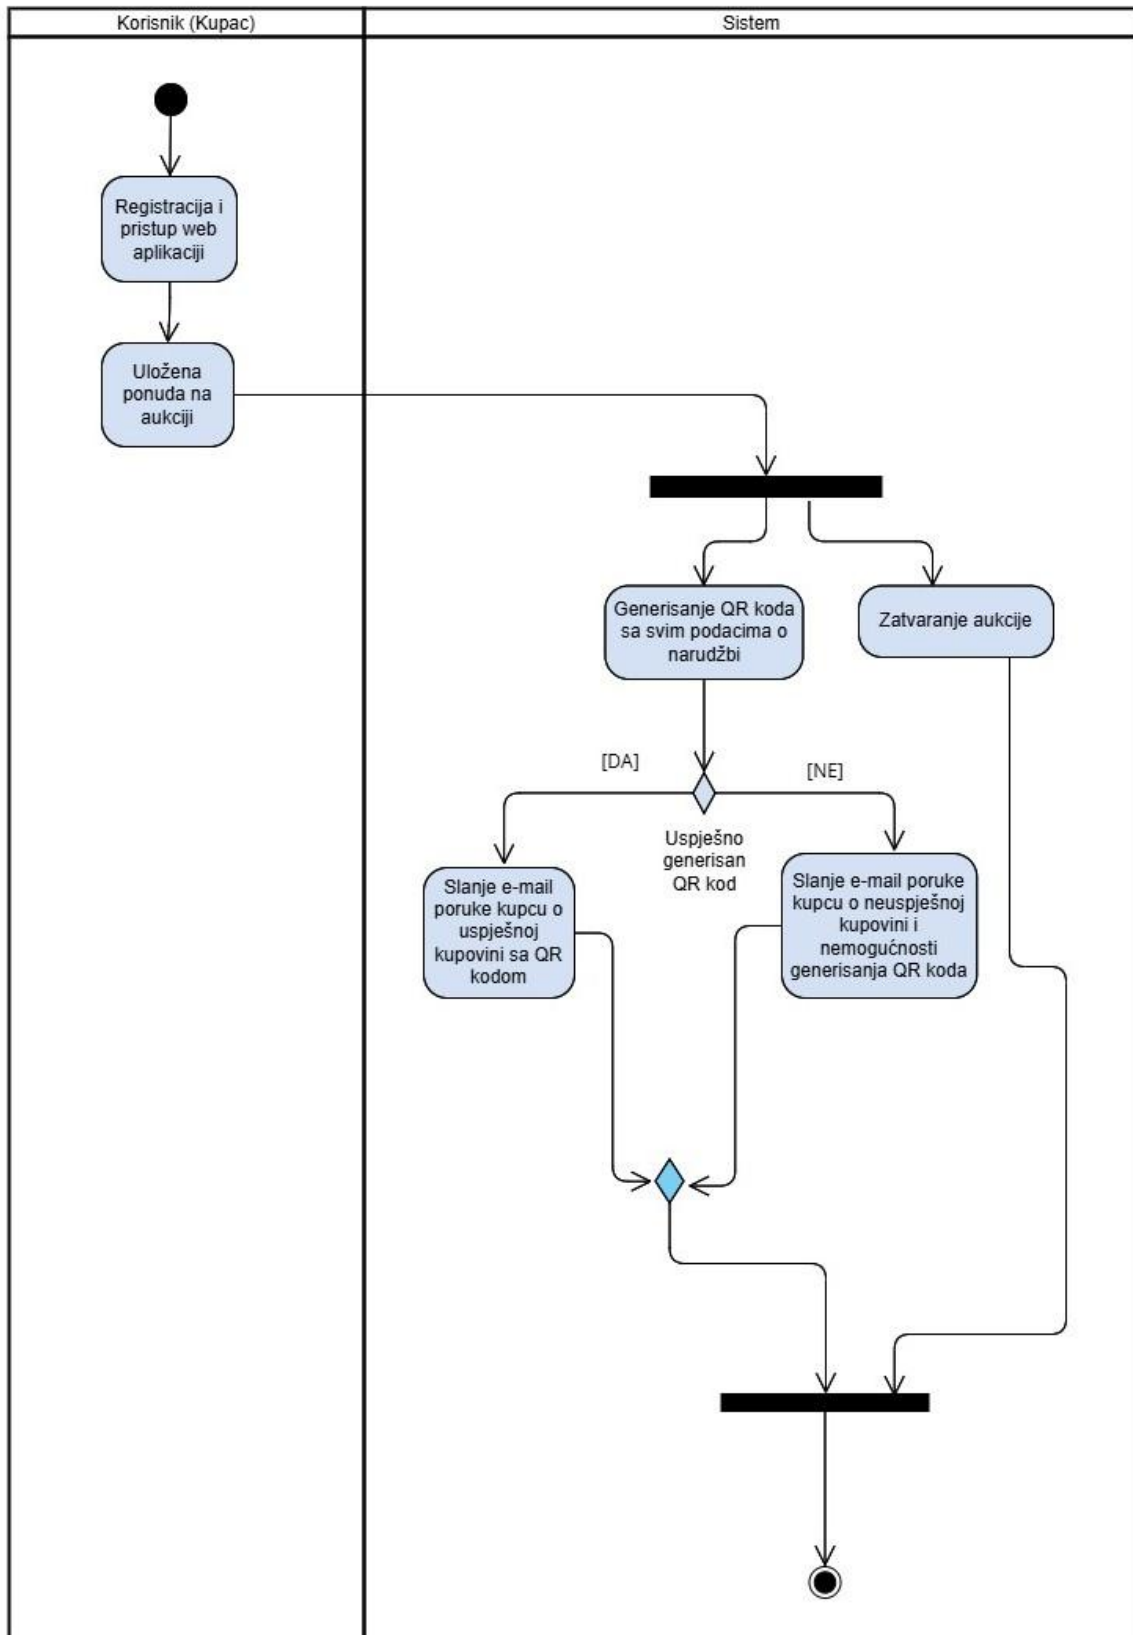 Korisnik (Kupac)
Sistem
Registracija i
pristup web
aplikaciji
Uložena
ponuda na
aukciji
Generisanje QR koda
sa svim podacima o
narudžbi
Zatvaranje aukcije
[DA]
[NE]
Uspješno
generisan
QR kod
Slanje e-mail
poruke kupcu o
uspješnoj
kupovini sa QR
kodom
Slanje e-mail poruke
kupcu o neuspješnoj
kupovini i
nemogućnosti
generisanja QR koda